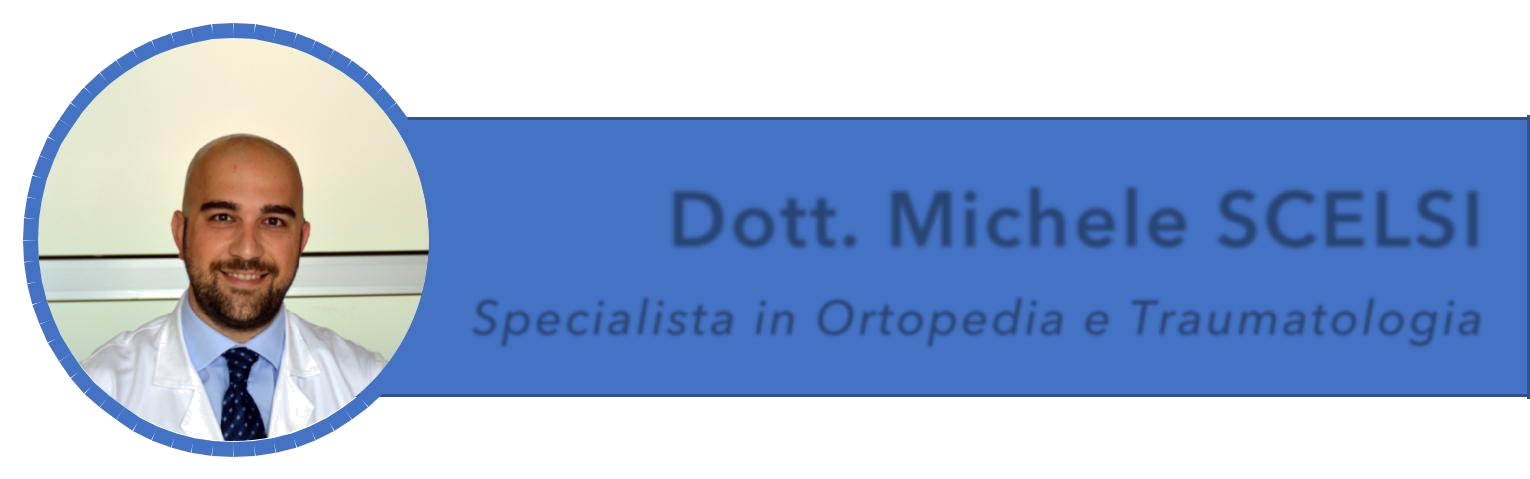 Dott. Michele SCELSI
Specialista in Ortopedia e Traumatologia